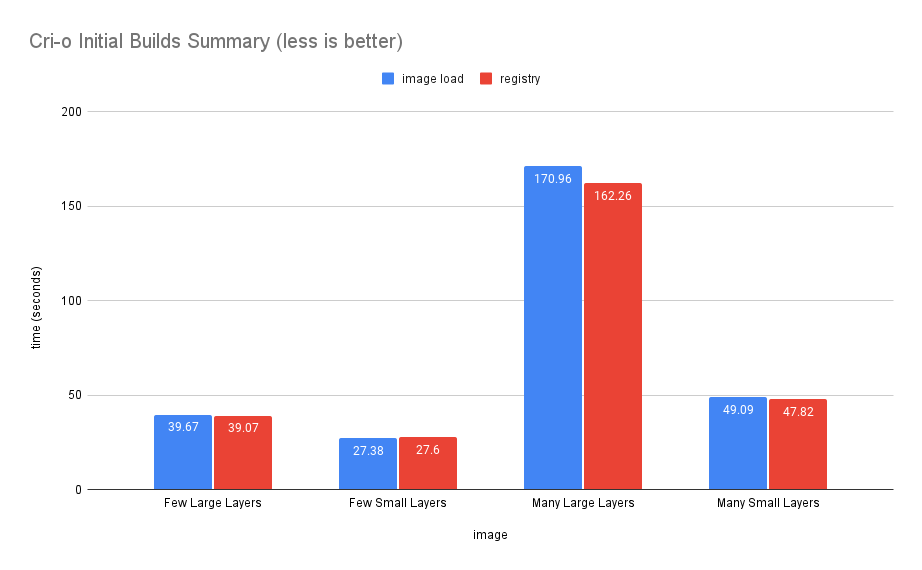 Cri-o Initial Builds Summary (less is better)
image load
registry
200
150
100
50
0
time (seconds)
39.67
39.07
27.38
27.6
170.96
162.26
49.09
47.82
Few Large Layers
Few Small Layers
Many Large Layers
Many Small Layers
image